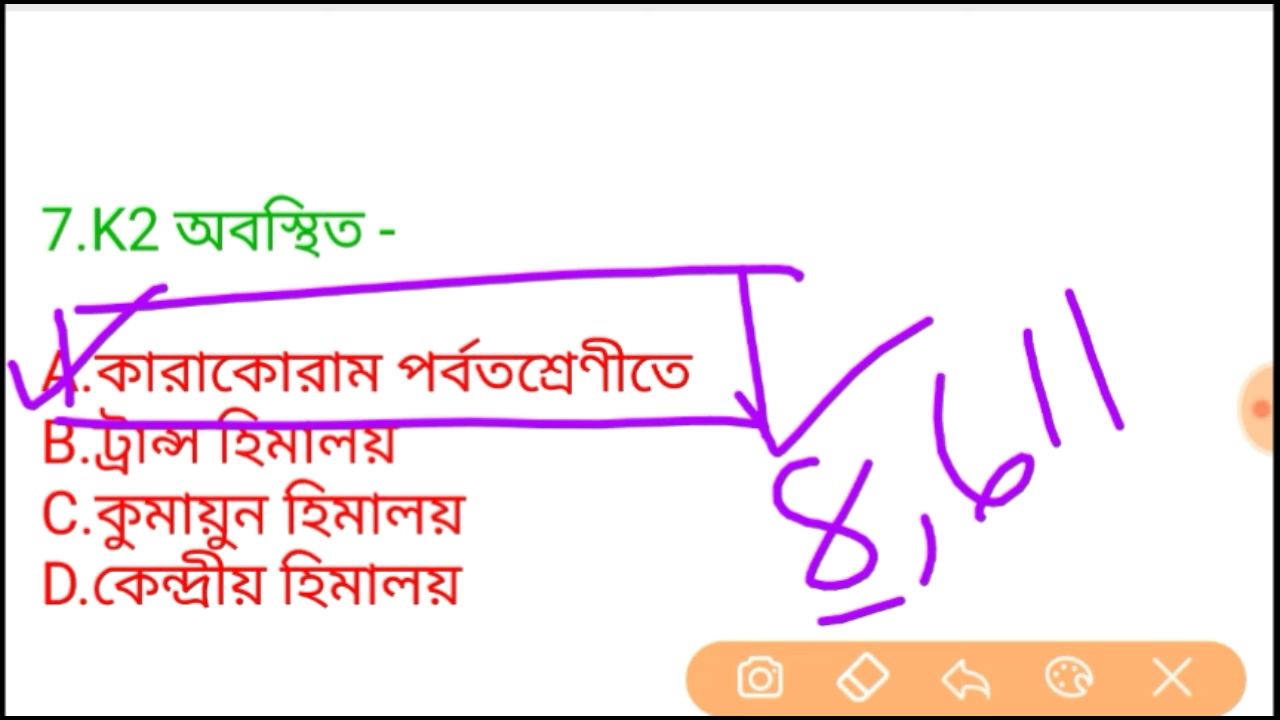 7.K2 অবস্থিত -
A.কারাকোরাম পর্বতশ্রেণীতে
B.ট্রান্স হিমালয়
C.কুমায়ুন হিমালয়
D.কেন্দ্রীয় হিমালয়
8,611